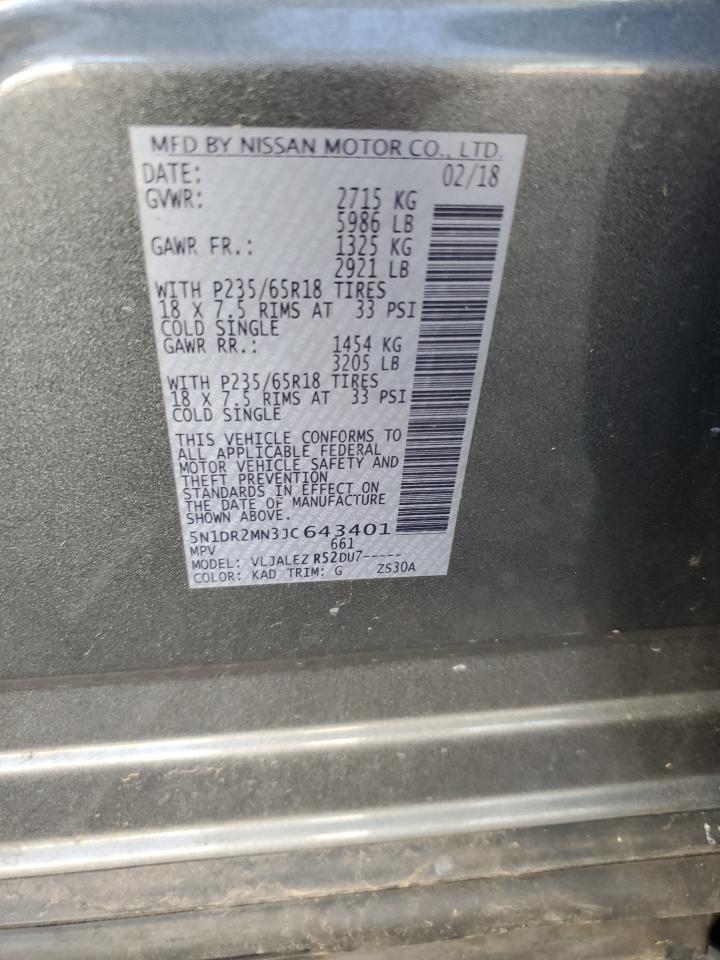 MFD BY NISSAN MOTOR CO., LTD.
DATE: 02/18
GVWR: 2715 KG
5986 LB
GAWR FR.: 1325 KG
2921 LB
WITH P235/65R18 TIRES
18 X 7.5 RIMS AT 33 PSI
COLD SINGLE
GAWR RR.: 1454 KG
3205 LB
WITH P235/65R18 TIRES
18 X 7.5 RIMS AT 33 PSI
COLD SINGLE
THIS VEHICLE CONFORMS TO
ALL APPLICABLE FEDERAL
MOTOR VEHICLE SAFETY AND
THEFT PREVENTION
STANDARDS IN EFFECT ON
THE DATE OF MANUFACTURE
SHOWN ABOVE.
5N1DR2MN3JC643401
MPV 661
MODEL: VLJALEZ R52DU7-----
COLOR: KAD TRIM: G ZS30A